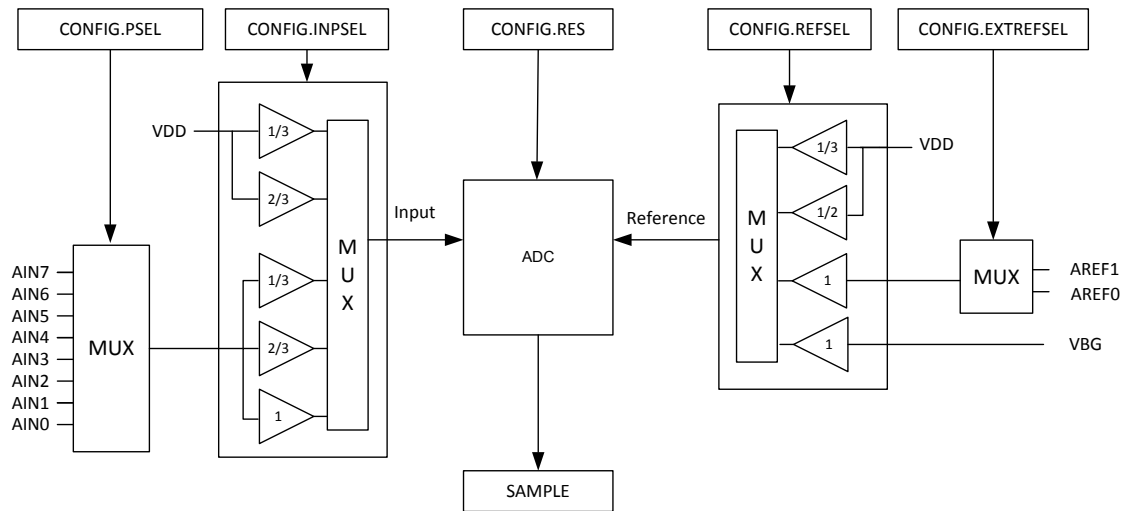 CONFIG.PSEL
CONFIG.INPSEL
CONFIG.RES
CONFIG.REFSEL
CONFIG.EXTREFSEL
VDD
1/3
2/3
1/3
2/3
1
MUX
Input
AIN7
AIN6
AIN5
AIN4
AIN3
AIN2
AIN1
AIN0
MUX
ADC
Reference
MUX
1/3
1/2
1
1
VDD
MUX
AREF1
AREF0
VBG
SAMPLE